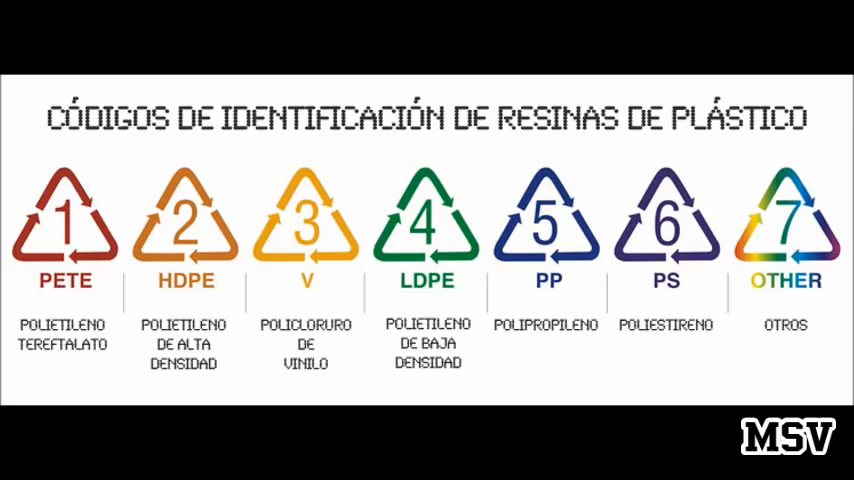 CÓDIGOS DE IDENTIFICACIÓN DE RESINAS DE PLÁSTICO
1 2 3 4 5 6 7
PETE HDPE V LDPE PP PS OTHER
POLIETILENO TEREFTALATO
POLIETILENO DE ALTA DENSIDAD
POLICLORURO DE VINILO
POLIETILENO DE BAJA DENSIDAD
POLIPROPILENO
POLIESTIRENO
OTROS
MSV